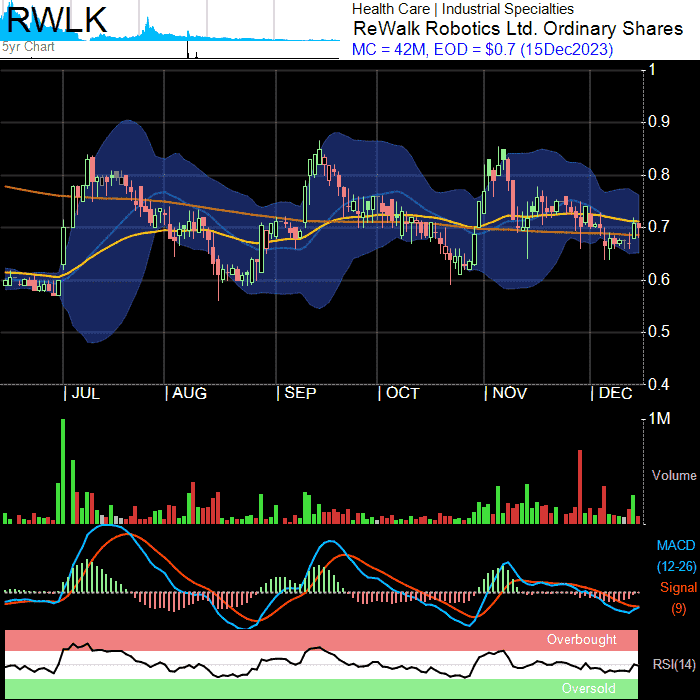 RWLK
5yr Chart
Health Care | Industrial Specialties
ReWalk Robotics Ltd. Ordinary Shares
MC = 42M, EOD = $0.7 (15Dec2023)
1
0.9
0.8
0.7
0.6
0.5
0.4
| JUL | AUG | SEP | OCT | NOV | DEC
1M
Volume
MACD
(12-26)
Signal
(9)
Overbought
RSI(14)
Oversold